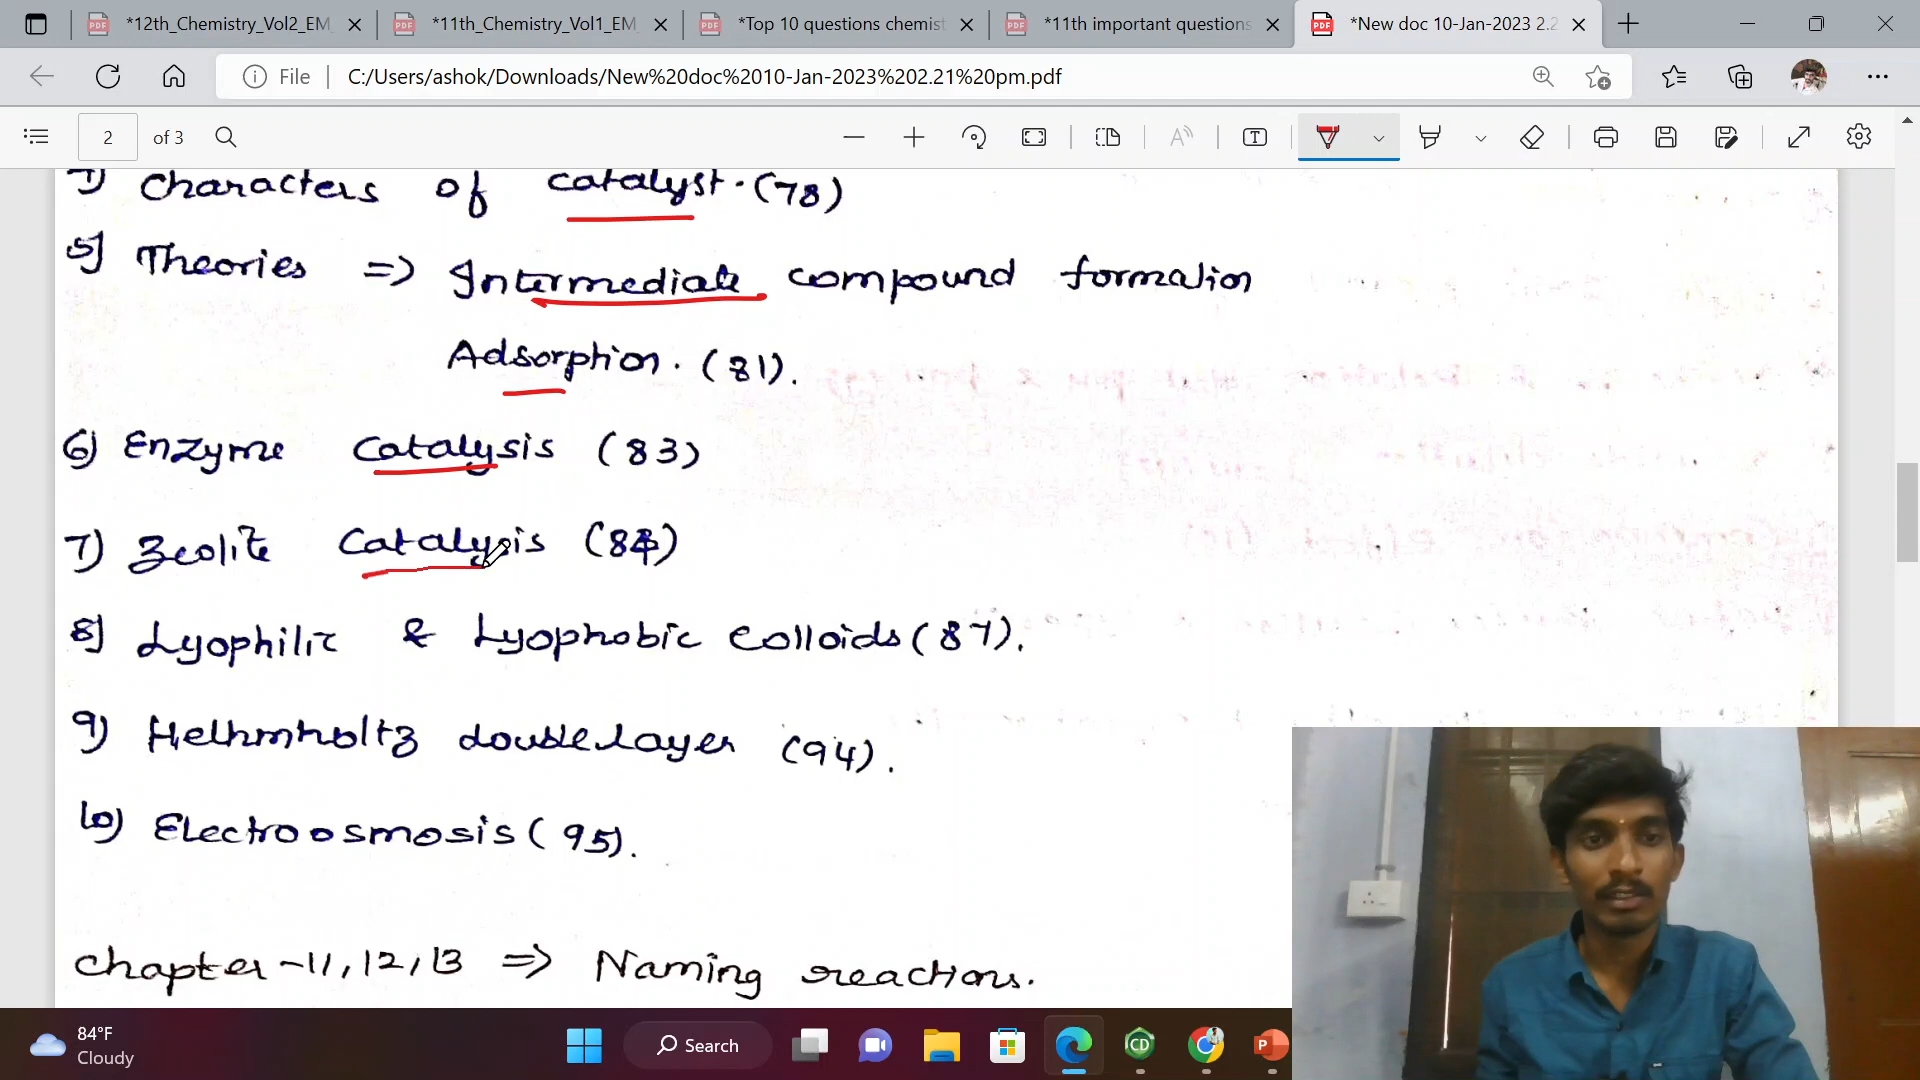 *12th_Chemistry_Vol2_EM
*11th_Chemistry_Vol1_EM
*Top 10 questions chemist
*11th important questions
*New doc 10-Jan-2023 2.2
File
C:/Users/ashok/Downloads/New%20doc%2010-Jan-2023%202.21%20pm.pdf
2 of 3
Characters of catalyst. (78)
5) Theories => Intermediate compound formation
Adsorption. (81).
6) Enzyme Catalysis (83)
7) Zeolite Catalysis (84)
8) Lyophilic & Lyophobic colloids (87).
9) Helhmholtz doublelayer (94).
10) Electroosmosis (95).
chapter -11, 12, 13 => Naming reactions.
84°F
Cloudy
Search
CD
P